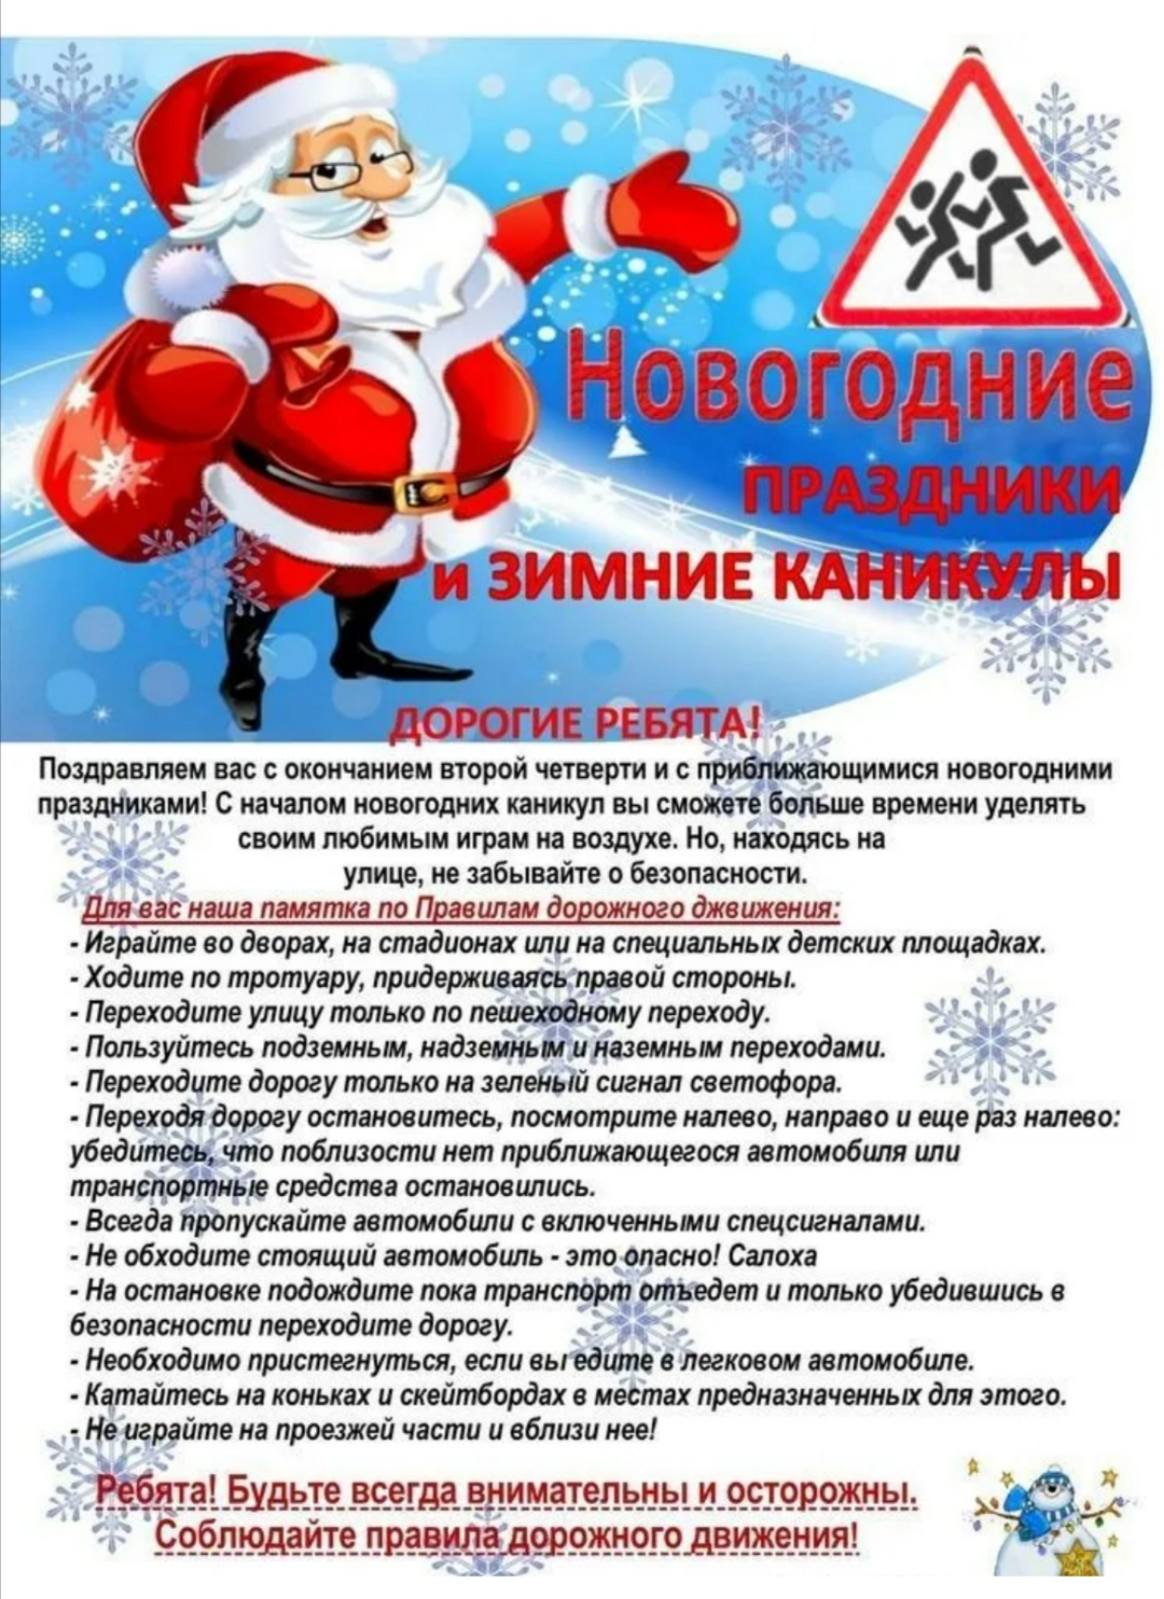 Новогодние
ПРАЗДНИКИ
и ЗИМНИЕ КАНИКУЛЫ
ДОРОГИЕ РЕБЯТА!
Поздравляем вас с окончанием второй четверти и с приближающимися новогодними
праздниками! С началом новогодних каникул вы сможете больше времени уделять
своим любимым играм на воздухе. Но, находясь на
улице, не забывайте о безопасности.
Для вас наша памятка по Правилам дорожного джвижения:
- Играйте во дворах, на стадионах или на специальных детских площадках.
- Ходите по тротуару, придерживаясь правой стороны.
- Переходите улицу только по пешеходному переходу.
- Пользуйтесь подземным, надземным и наземным переходами.
- Переходите дорогу только на зеленый сигнал светофора.
- Переходя дорогу остановитесь, посмотрите налево, направо и еще раз налево:
убедитесь, что поблизости нет приближающегося автомобиля или
транспортные средства остановились.
- Всегда пропускайте автомобили с включенными спецсигналами.
- Не обходите стоящий автомобиль - это опасно! Салоха
- На остановке подождите пока транспорт отъедет и только убедившись в
безопасности переходите дорогу.
- Необходимо пристегнуться, если вы едите в легковом автомобиле.
- Катайтесь на коньках и скейтбордах в местах предназначенных для этого.
- Не играйте на проезжей части и вблизи нее!
Ребята! Будьте всегда внимательны и осторожны.
Соблюдайте правила дорожного движения!